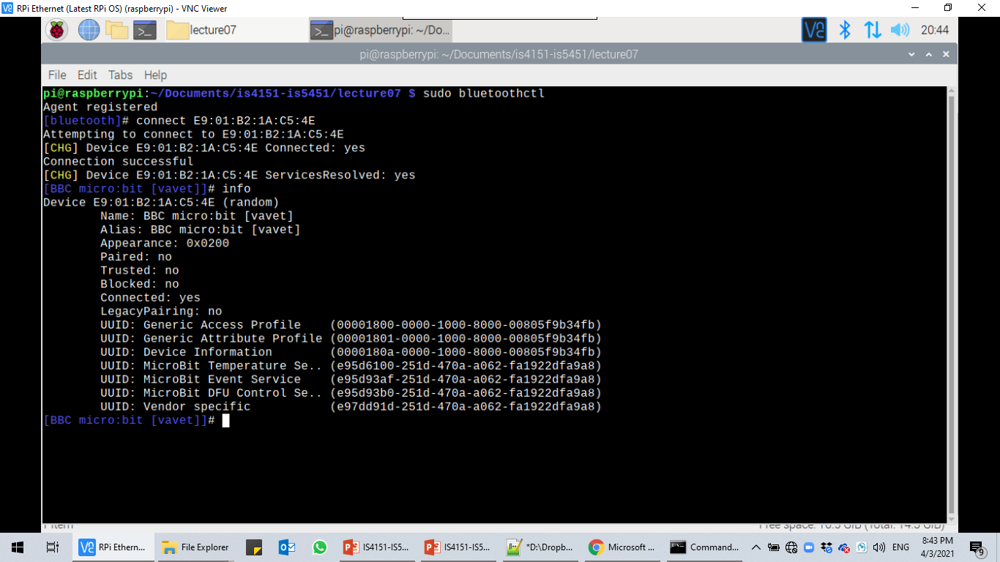 RPi Ethernet (Latest RPi OS) (raspberrypi) - VNC Viewer
lecture07
pi@raspberrypi: ~/Do...
20:44
pi@raspberrypi: ~/Documents/is4151-is5451/lecture07
File Edit Tabs Help
pi@raspberrypi:~/Documents/is4151-is5451/lecture07 $ sudo bluetoothctl
Agent registered
[bluetooth]# connect E9:01:B2:1A:C5:4E
Attempting to connect to E9:01:B2:1A:C5:4E
[CHG] Device E9:01:B2:1A:C5:4E Connected: yes
Connection successful
[CHG] Device E9:01:B2:1A:C5:4E ServicesResolved: yes
[BBC micro:bit [vavet]]# info
Device E9:01:B2:1A:C5:4E (random)
Name: BBC micro:bit [vavet]
Alias: BBC micro:bit [vavet]
Appearance: 0x0200
Paired: no
Trusted: no
Blocked: no
Connected: yes
LegacyPairing: no
UUID: Generic Access Profile (00001800-0000-1000-8000-00805f9b34fb)
UUID: Generic Attribute Profile (00001801-0000-1000-8000-00805f9b34fb)
UUID: Device Information (0000180a-0000-1000-8000-00805f9b34fb)
UUID: MicroBit Temperature Se.. (e95d6100-251d-470a-a062-fa1922dfa9a8)
UUID: MicroBit Event Service (e95d93af-251d-470a-a062-fa1922dfa9a8)
UUID: MicroBit DFU Control Se.. (e95d93b0-251d-470a-a062-fa1922dfa9a8)
UUID: Vendor specific (e97dd91d-251d-470a-a062-fa1922dfa9a8)
[BBC micro:bit [vavet]]#
1 item
Free space: 10.5 GiB (Total: 14.3 GiB)
RPi Ethern...
File Explorer
IS4151-IS5...
IS4151-IS5...
*D:\Dropb...
Microsoft ...
Command...
ENG
8:43 PM
4/3/2021
9